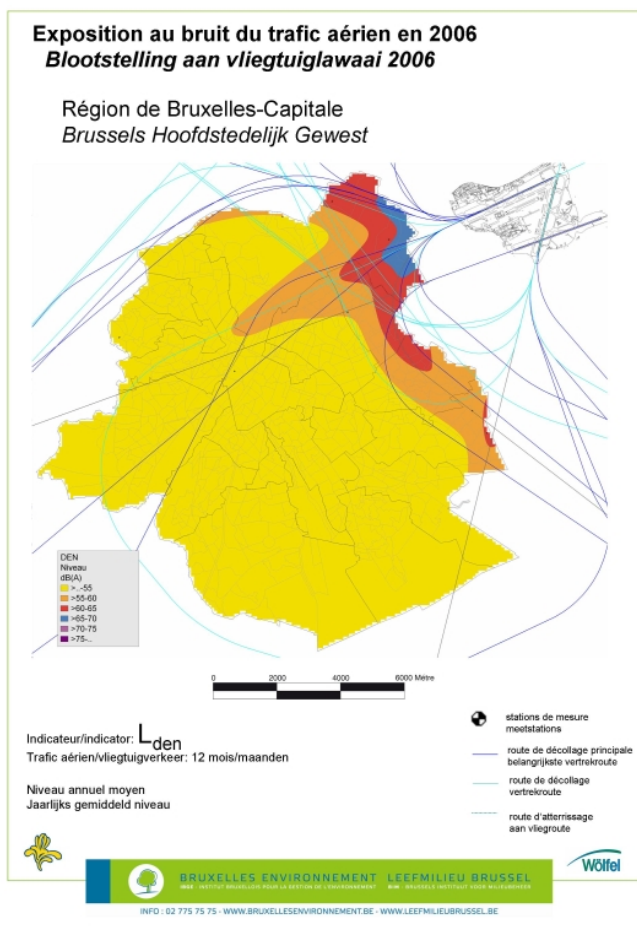 Exposition au bruit du trafic aérien en 2006
Blootstelling aan vliegtuiglawaai 2006
Région de Bruxelles-Capitale
Brussels Hoofdstedelijk Gewest
DEN
Niveau
dB(A)
>..-55
>55-60
>60-65
>65-70
>70-75
>75-..
0 2000 4000 6000 Mètre
Indicateur/indicator: Lden
Trafic aérien/vliegtuigverkeer: 12 mois/maanden
Niveau annuel moyen
Jaarlijks gemiddeld niveau
stations de mesure
meetstations
route de décollage principale
belangrijkste vertrekroute
route de décollage
vertrekroute
route d'atterrissage
aan vliegroute
Wölfel
BRUXELLES ENVIRONNEMENT LEEFMILIEU BRUSSEL
IBGE - INSTITUT BRUXELLOIS POUR LA GESTION DE L'ENVIRONNEMENT BIM - BRUSSELS INSTITUUT VOOR MILIEUBEHEER
INFO : 02 775 75 75 - WWW.BRUXELLESENVIRONNEMENT.BE - WWW.LEEFMILIEUBRUSSEL.BE